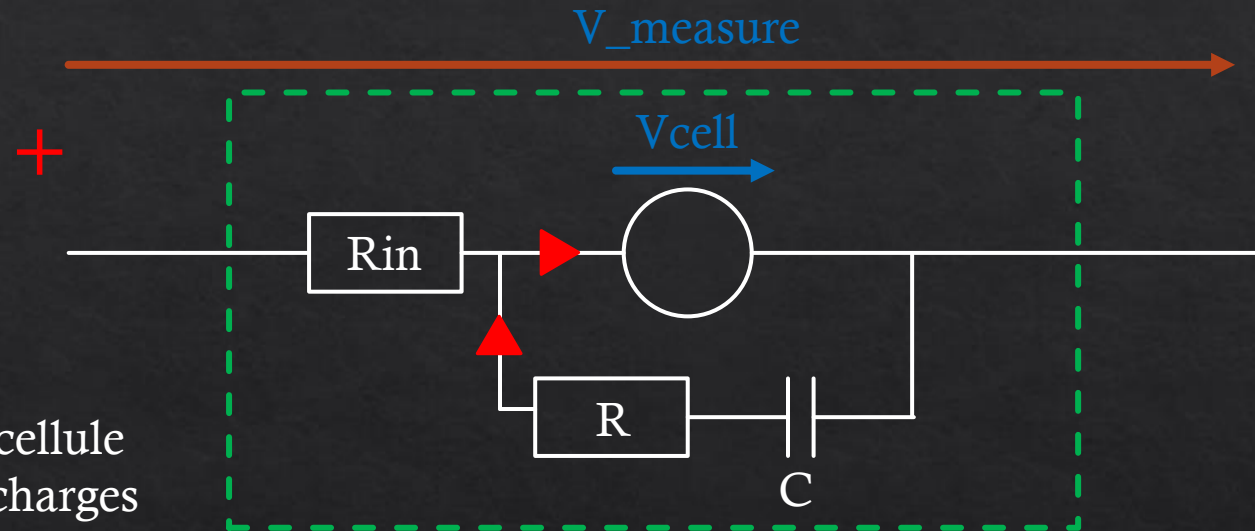 V_measure
+
Vcell
Rin
R
cellule
charges
C